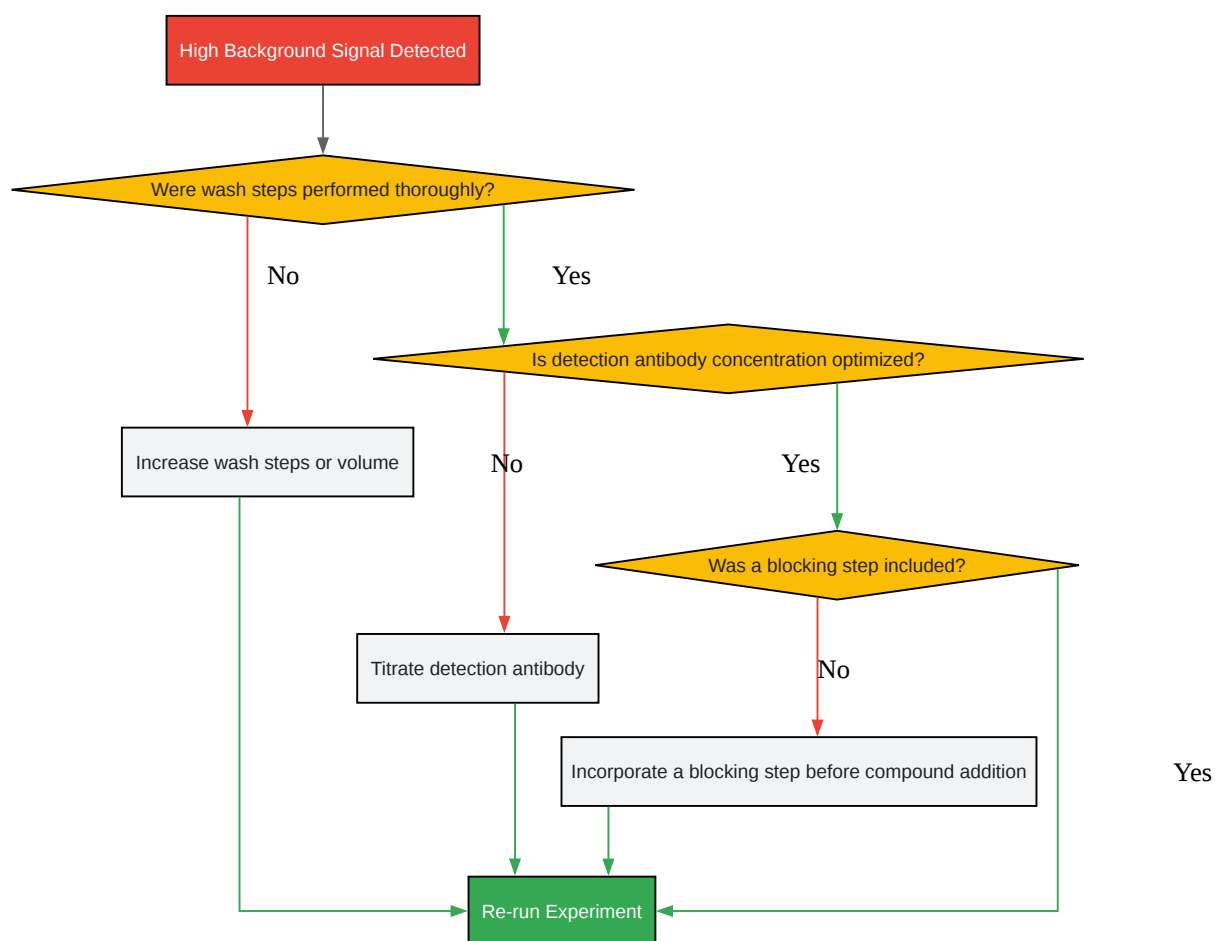 High Background Signal Detected
Were wash steps performed thoroughly?
No
Yes
Is detection antibody concentration optimized?
Increase wash steps or volume
No
Yes
Was a blocking step included?
Titrate detection antibody
No
Incorporate a blocking step before compound addition
Yes
Re-run Experiment